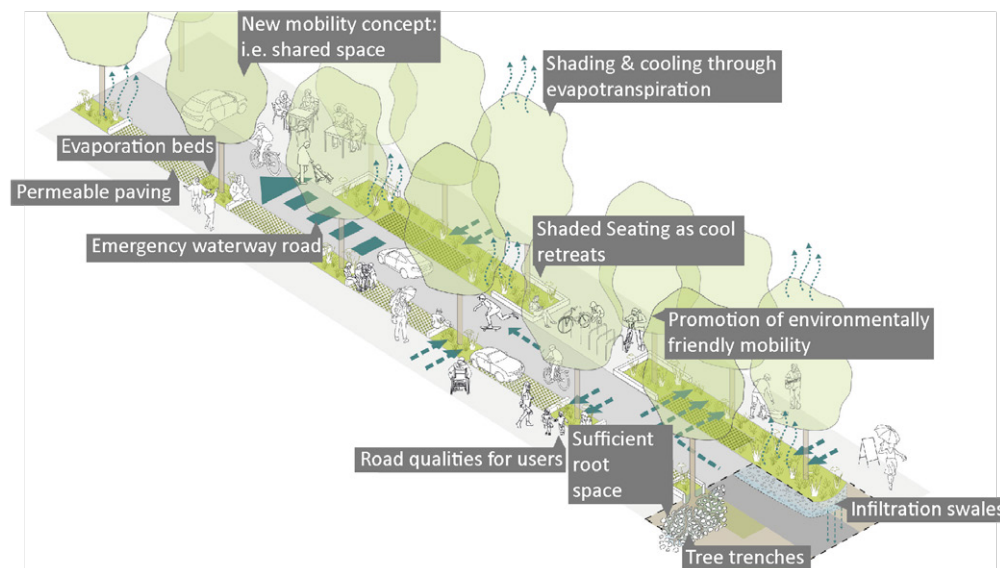 New mobility concept:
i.e. shared space
Shading & cooling through
evapotranspiration
Evaporation beds
Permeable paving
Emergency waterway road
Shaded Seating as cool
retreats
Promotion of environmentally
friendly mobility
Road qualities for users
Sufficient
root
space
Infiltration swales
Tree trenches